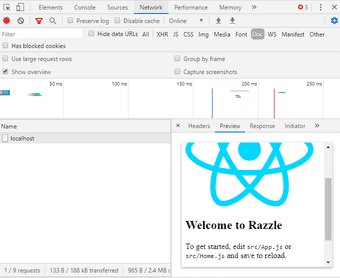 Elements Console Sources Network Performance » 3
Preserve log Disable cache Online
Filter Hide data URLs All XHR JS CSS Img Media Font Doc WS Manifest Other
Has blocked cookies
Use large request rows Group by frame
Show overview Capture screenshots
50 ms 100 ms 150 ms 200 ms 250 ms
Name
× Headers Preview Response Initiator »
localhost
Welcome to Razzle
To get started, edit src/App.js or
src/Home.js and save to reload.
1 / 9 requests 133 B / 188 kB transferred 965 B / 2.4 M